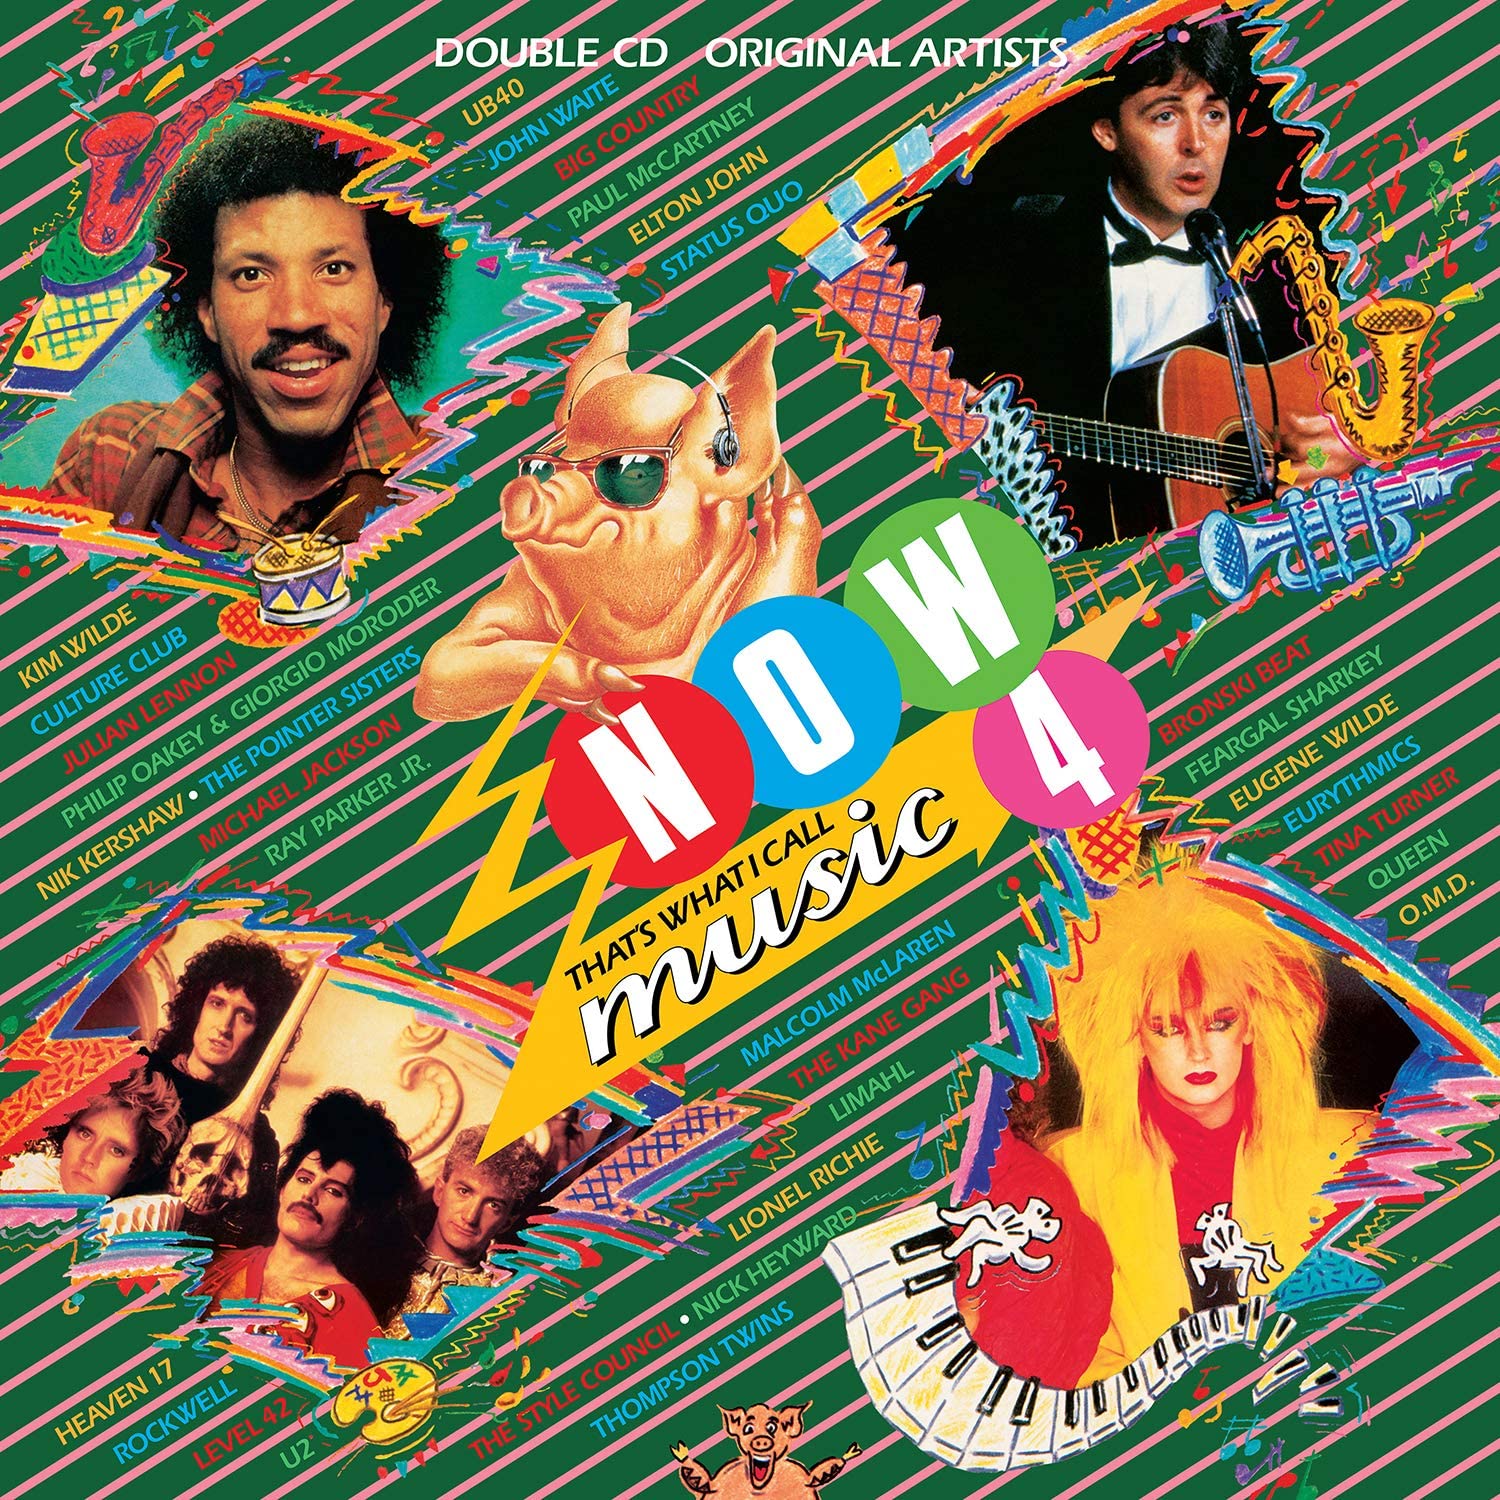 DOUBLE CD ORIGINAL ARTISTS
UB40
JOHN WAITE
BIG COUNTRY
PAUL McCARTNEY
ELTON JOHN
STATUS QUO
KIM WILDE
CULTURE CLUB
JULIAN LENNON
PHILIP OAKEY & GIORGIO MORODER
NIK KERSHAW • THE POINTER SISTERS
MICHAEL JACKSON
RAY PARKER JR.
NOW
4
THAT'S WHAT I CALL
music
BRONSKI BEAT
FEARGAL SHARKEY
EUGENE WILDE
EURYTHMICS
TINA TURNER
QUEEN
O.M.D.
MALCOLM McLAREN
THE KANE GANG
LIMAHL
LIONEL RICHIE
HEAVEN 17
ROCKWELL
LEVEL 42
U2
THE STYLE COUNCIL • NICK HEYWARD
THOMPSON TWINS
NOW